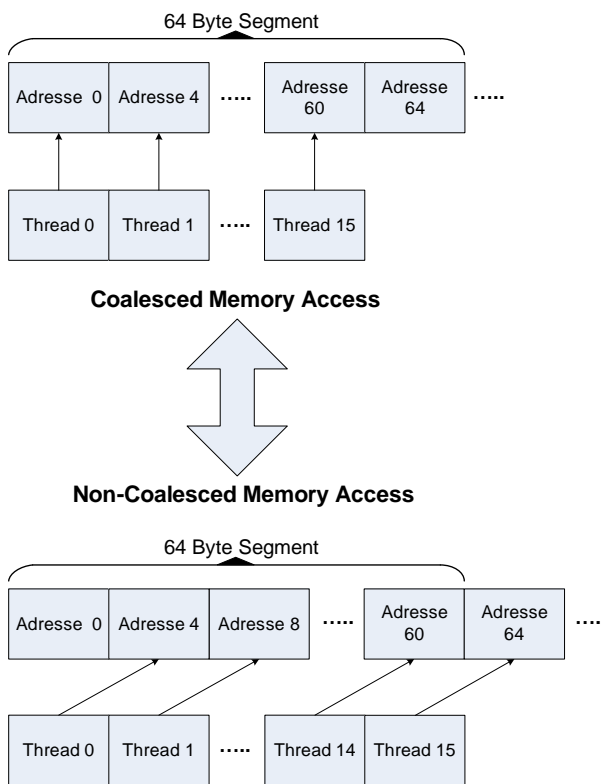 64 Byte Segment
Adresse 0 Adresse 4 ..... Adresse 60 Adresse 64 .....
Thread 0 Thread 1 ..... Thread 15
Coalesced Memory Access
Non-Coalesced Memory Access
64 Byte Segment
Adresse 0 Adresse 4 Adresse 8 ..... Adresse 60 Adresse 64 .....
Thread 0 Thread 1 ..... Thread 14 Thread 15